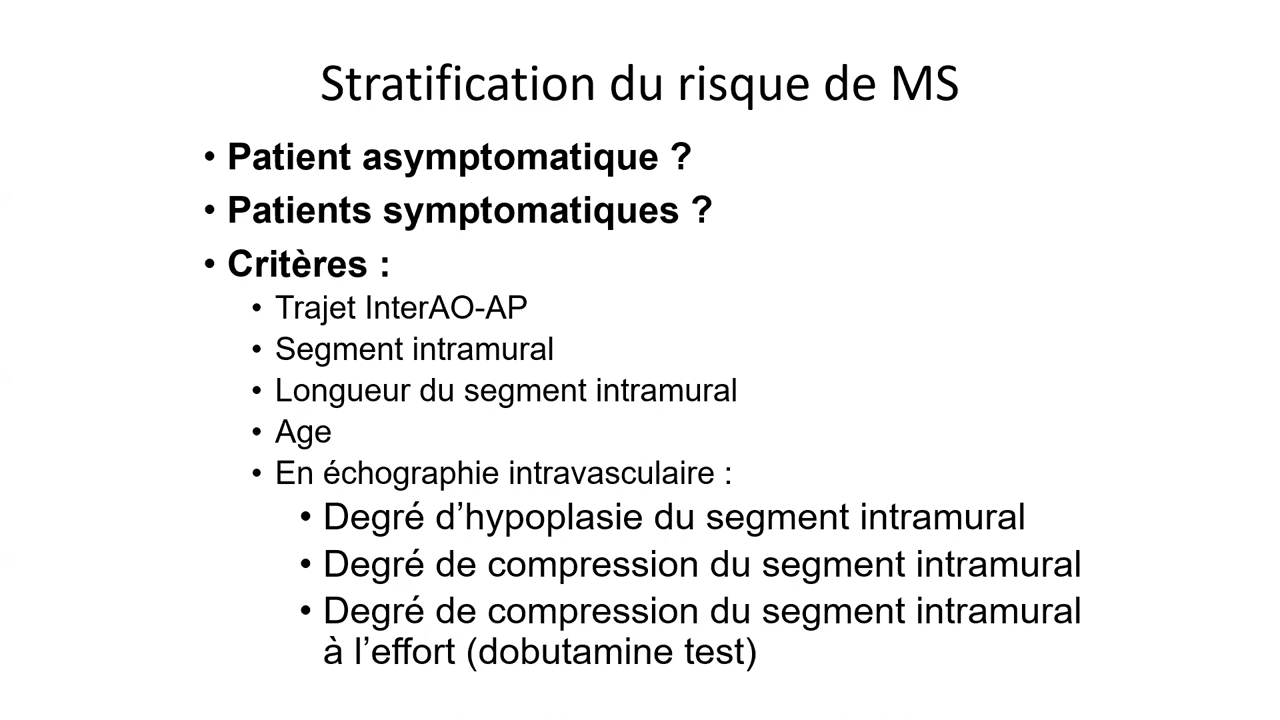 Stratification du risque de MS
• Patient asymptomatique ?
• Patients symptomatiques ?
• Critères :
• Trajet InterAO-AP
• Segment intramural
• Longueur du segment intramural
• Age
• En échographie intravasculaire :
• Degré d’hypoplasie du segment intramural
• Degré de compression du segment intramural
• Degré de compression du segment intramural
à l’effort (dobutamine test)